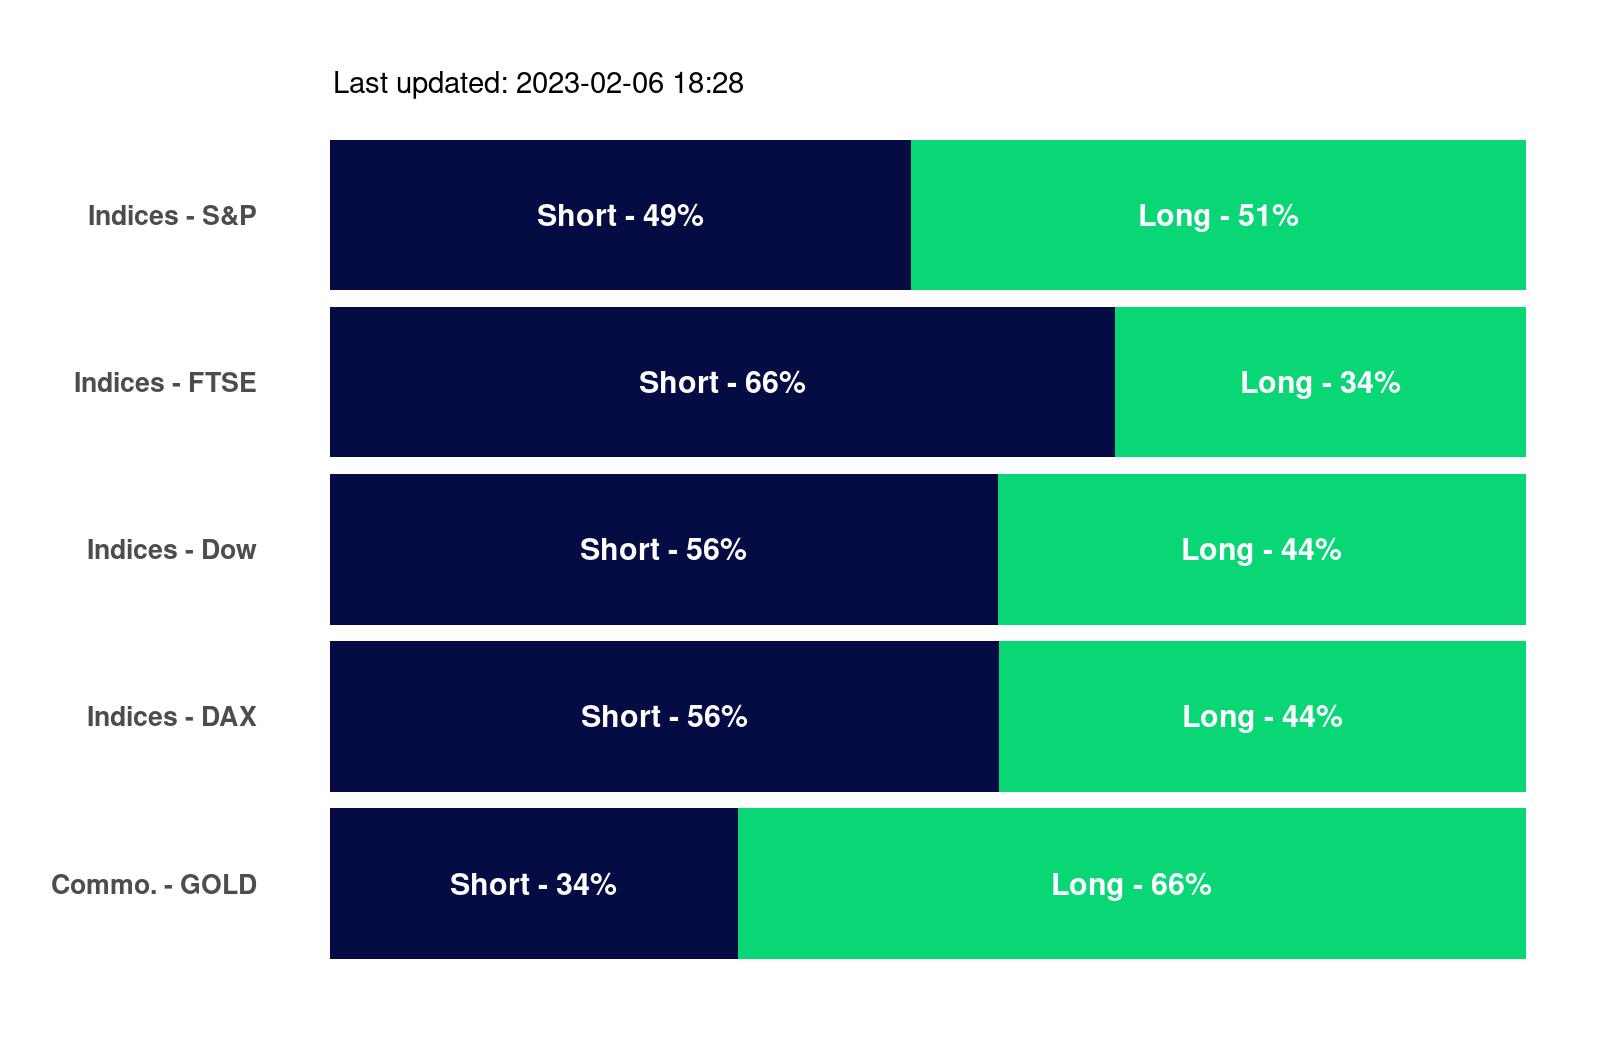 Last updated: 2023-02-06 18:28
Indices - S&P
Short - 49%
Long - 51%
Indices - FTSE
Short - 66%
Long - 34%
Indices - Dow
Short - 56%
Long - 44%
Indices - DAX
Short - 56%
Long - 44%
Commo. - GOLD
Short - 34%
Long - 66%